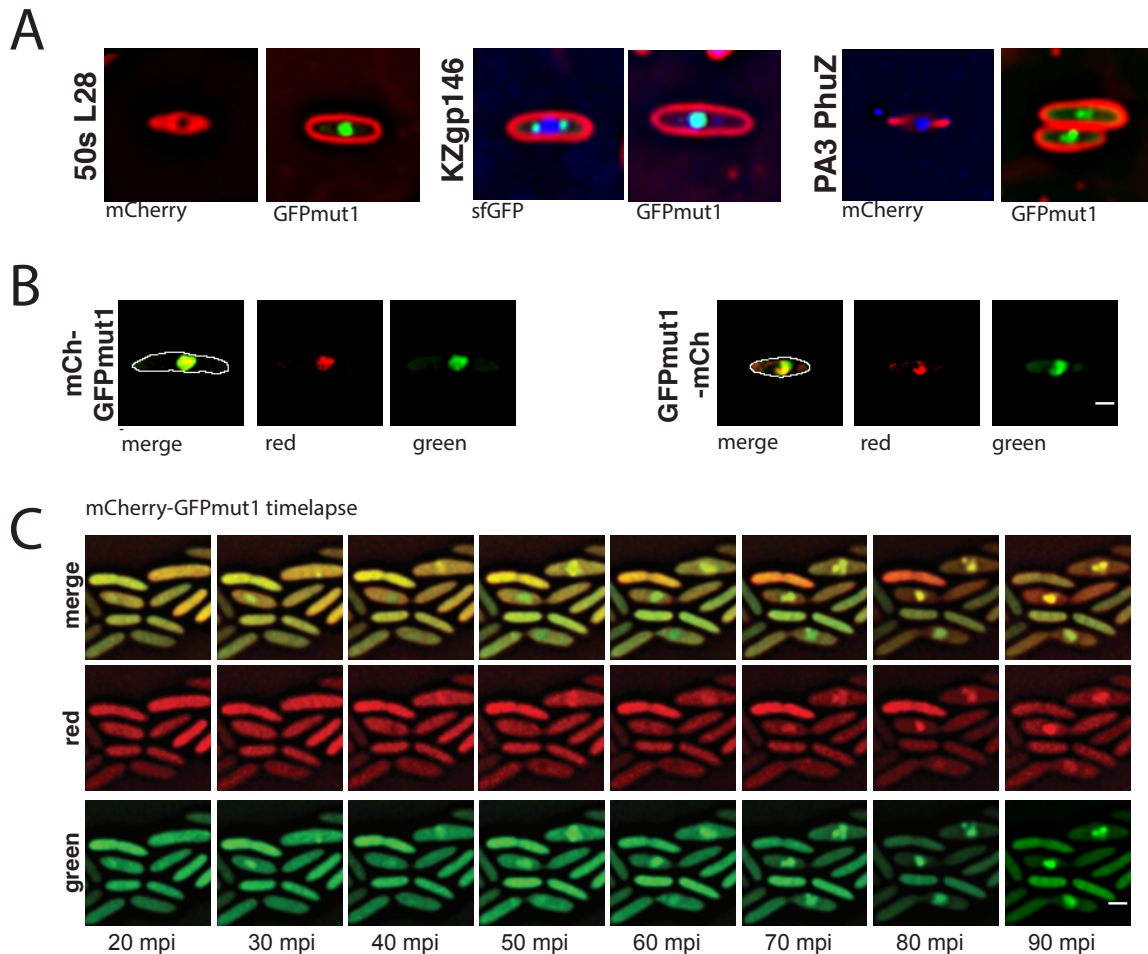 A
50s L28
mCherry
GFPmut1
KZgp146
sfGFP
GFPmut1
PA3 PhuZ
mCherry
GFPmut1
B
mCh-
GFPmut1
merge
red
green
GFPmut1
-mCh
merge
red
green
C
mCherry-GFPmut1 timelapse
merge
red
green
20 mpi
30 mpi
40 mpi
50 mpi
60 mpi
70 mpi
80 mpi
90 mpi